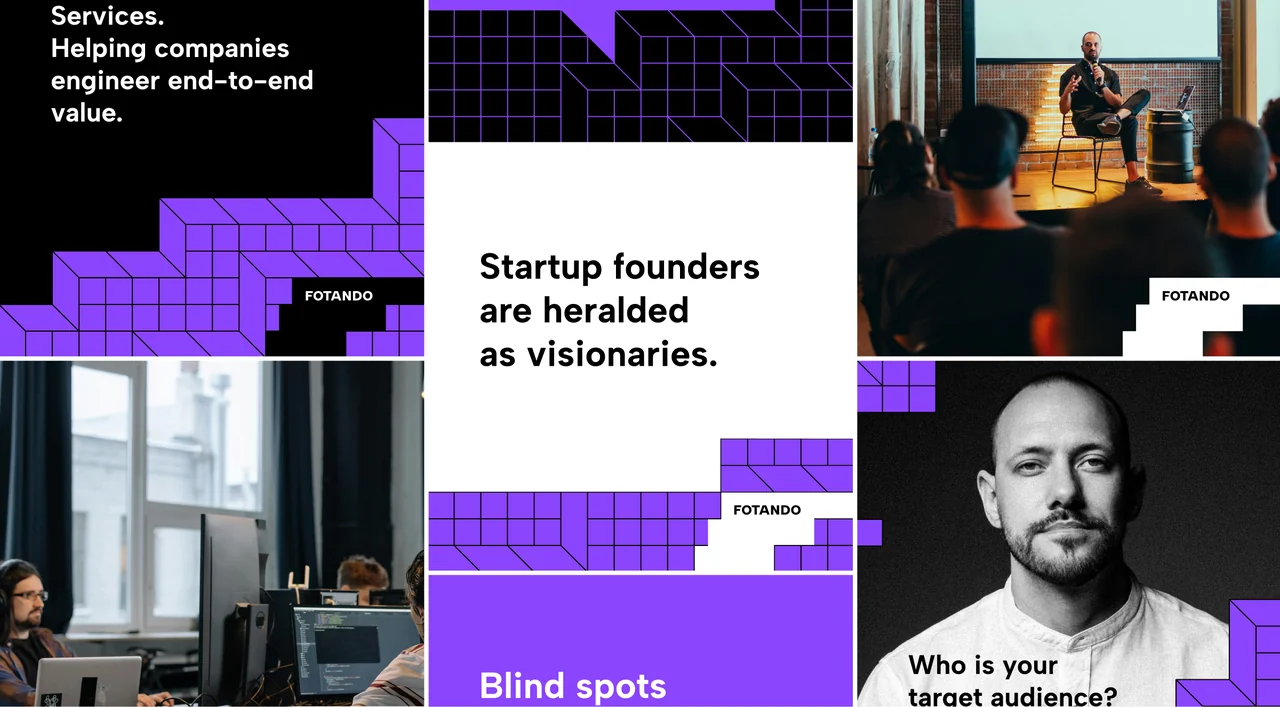 Services.
Helping companies
engineer end-to-end
value.
FOTANDO
Startup founders
are heralded
as visionaries.
FOTANDO
Blind spots
FOTANDO
Who is your
target audience?